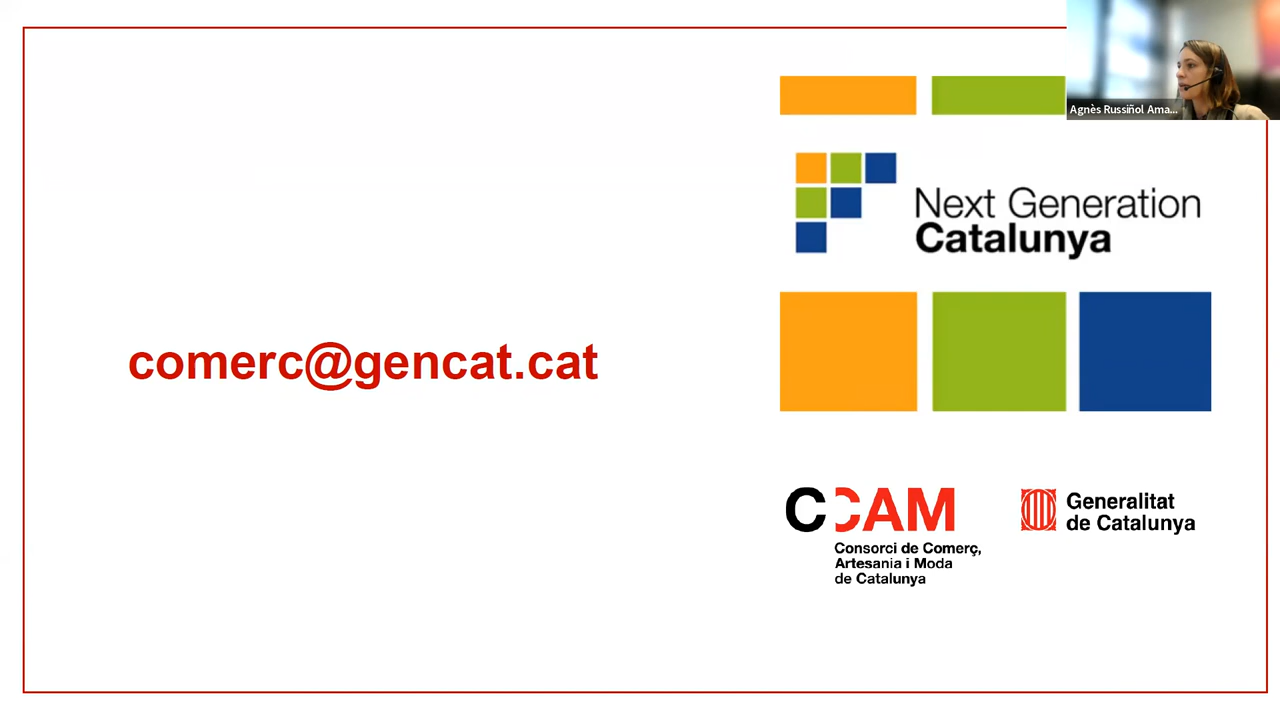 Agnès Russiñol Ama...
Next Generation
Catalunya
comerc@gencat.cat
CCAM
Consorci de Comerç,
Artesania i Moda
de Catalunya
Generalitat
de Catalunya